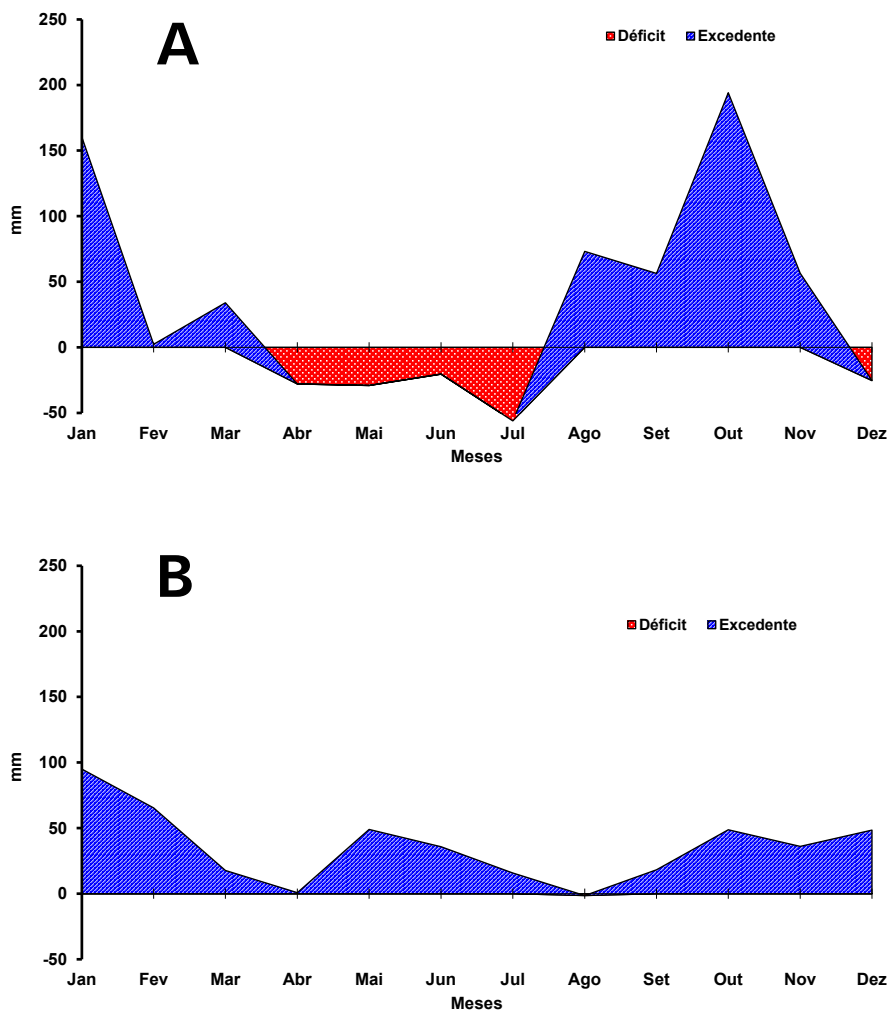 A
Déficit Excedente
250
200
150
100
50
0
-50
mm
Jan Fev Mar Abr Mai Jun Jul Ago Set Out Nov Dez
Meses
B
Déficit Excedente
250
200
150
100
50
0
-50
mm
Jan Fev Mar Abr Mai Jun Jul Ago Set Out Nov Dez
Meses